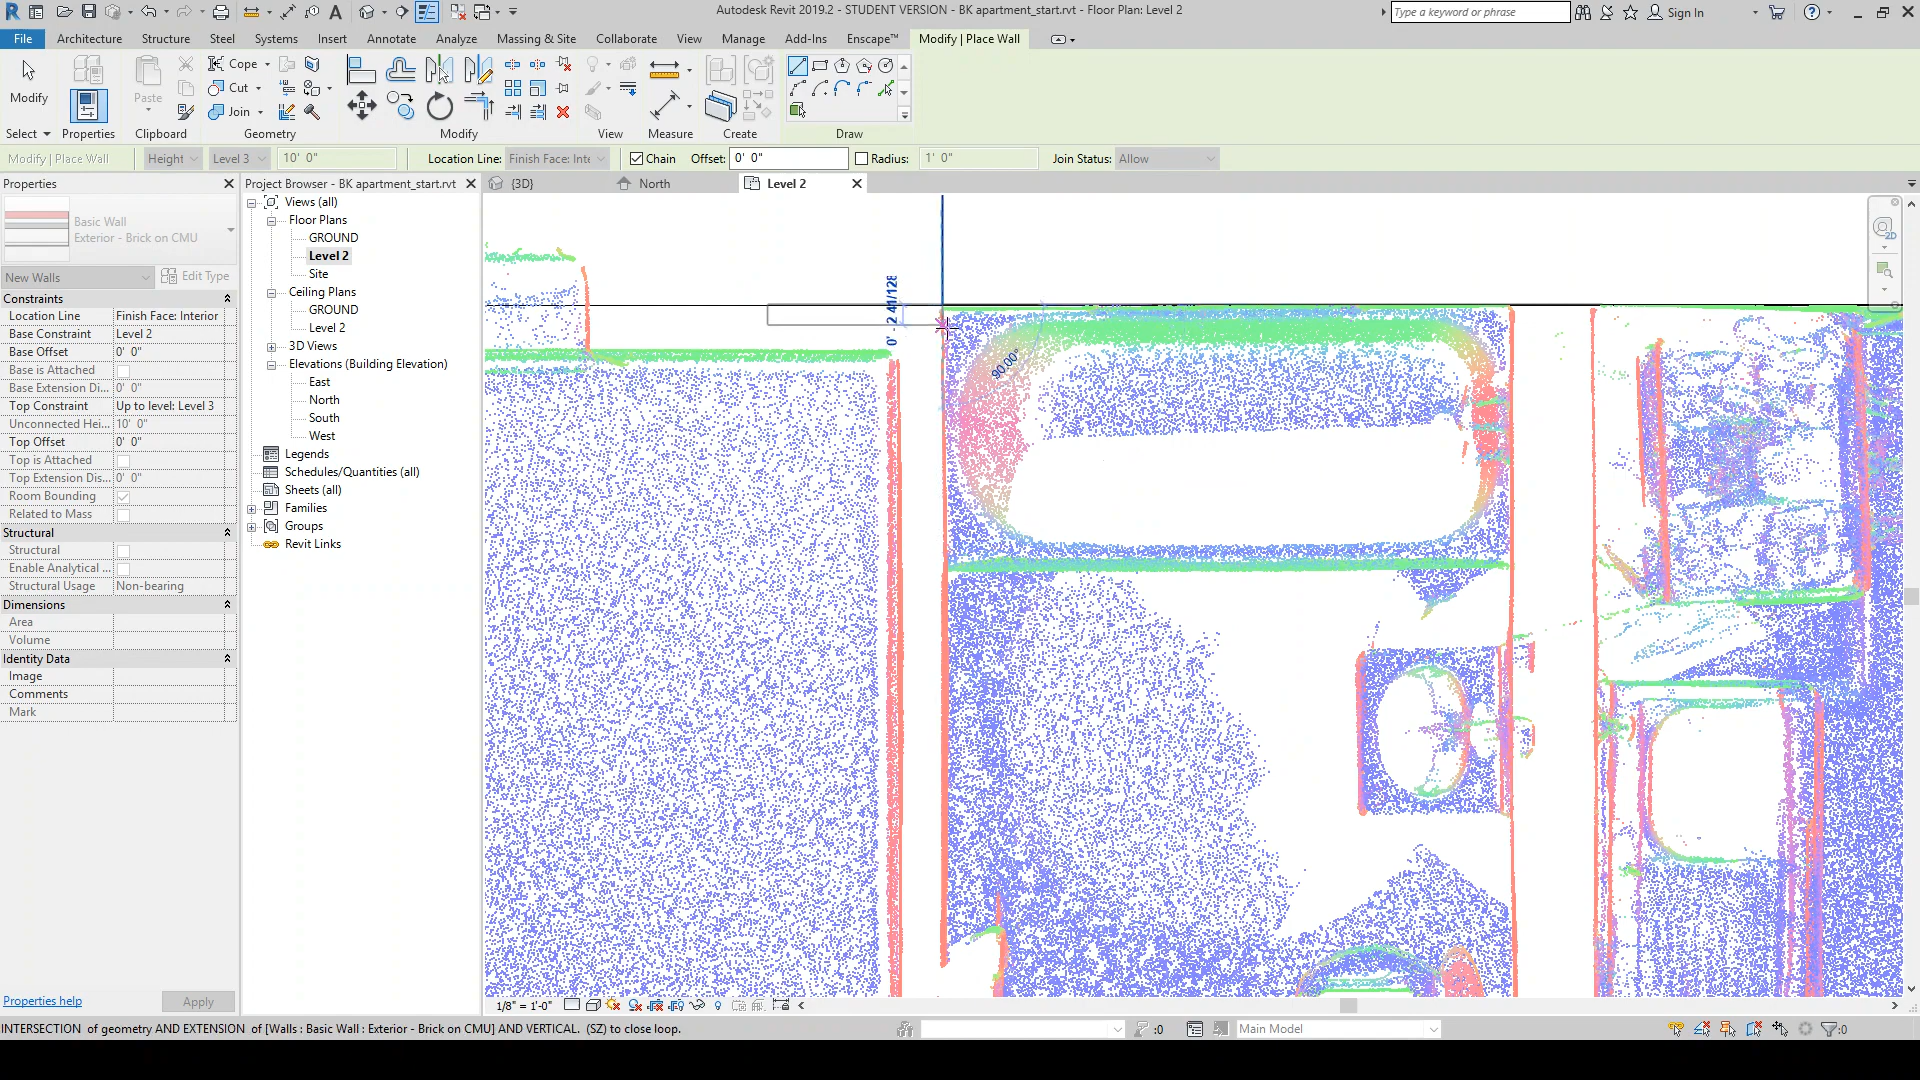 Autodesk Revit 2019.2 - STUDENT VERSION - BK apartment_start.rvt - Floor Plan: Level 2
Type a keyword or phrase
Sign In
File Architecture Structure Steel Systems Insert Annotate Analyze Massing & Site Collaborate View Manage Add-Ins Enscape™ Modify | Place Wall
Modify
Paste
Cope
Cut
Join
Select Properties Clipboard Geometry Modify View Measure Create Draw
Modify | Place Wall
Height
Level 3
10' 0"
Location Line:
Finish Face: Inte
Chain
Offset:
0' 0"
Radius:
1' 0"
Join Status:
Allow
Properties
Project Browser - BK apartment_start.rvt
{3D}
North
Level 2
Basic Wall
Exterior - Brick on CMU
New Walls
Edit Type
Constraints
Location Line Finish Face: Interior
Base Constraint Level 2
Base Offset 0' 0"
Base is Attached
Base Extension Di... 0' 0"
Top Constraint Up to level: Level 3
Unconnected Hei... 10' 0"
Top Offset 0' 0"
Top is Attached
Top Extension Dis... 0' 0"
Room Bounding
Related to Mass
Structural
Structural
Enable Analytical ...
Structural Usage Non-bearing
Dimensions
Area
Volume
Identity Data
Image
Comments
Mark
Properties help
Apply
Views (all)
Floor Plans
GROUND
Level 2
Site
Ceiling Plans
GROUND
Level 2
3D Views
Elevations (Building Elevation)
East
North
South
West
Legends
Schedules/Quantities (all)
Sheets (all)
Families
Groups
Revit Links
0' - 2 41/128
90.00°
2D
1/8" = 1'-0"
INTERSECTION of geometry AND EXTENSION of [Walls : Basic Wall : Exterior - Brick on CMU] AND VERTICAL. (SZ) to close loop.
:0
Main Model
:0